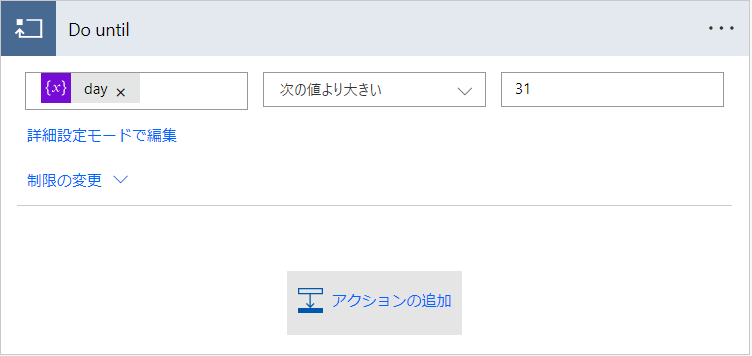 Do until
{x} day × 次の値より大きい 31
詳細設定モードで編集
制限の変更
アクションの追加